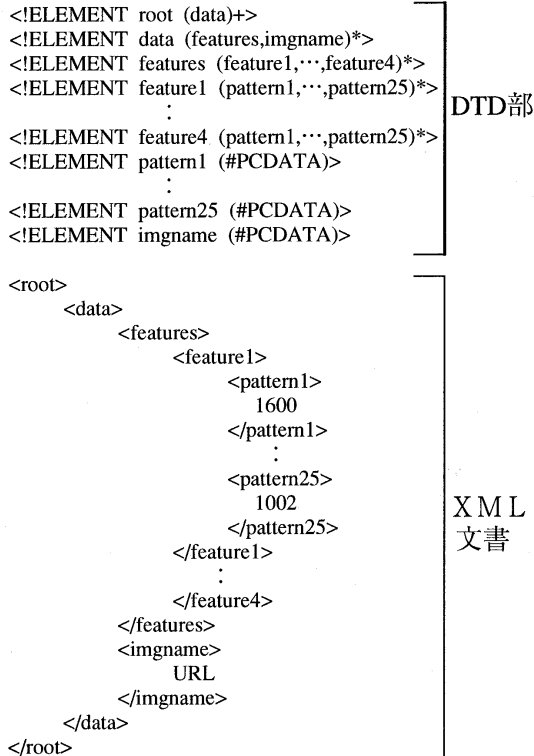 <!ELEMENT root (data)+>
<!ELEMENT data (features,imgname)*>
<!ELEMENT features (feature1,⋯,feature4)*>
<!ELEMENT feature1 (pattern1,⋯,pattern25)*>
⋮
<!ELEMENT feature4 (pattern1,⋯,pattern25)*>
<!ELEMENT pattern1 (#PCDATA)>
⋮
<!ELEMENT pattern25 (#PCDATA)>
<!ELEMENT imgname (#PCDATA)>
DTD部
<root>
<data>
<features>
<feature1>
<pattern1>
1600
</pattern1>
⋮
<pattern25>
1002
</pattern25>
</feature1>
⋮
</feature4>
</features>
<imgname>
URL
</imgname>
</data>
</root>
XML
文書